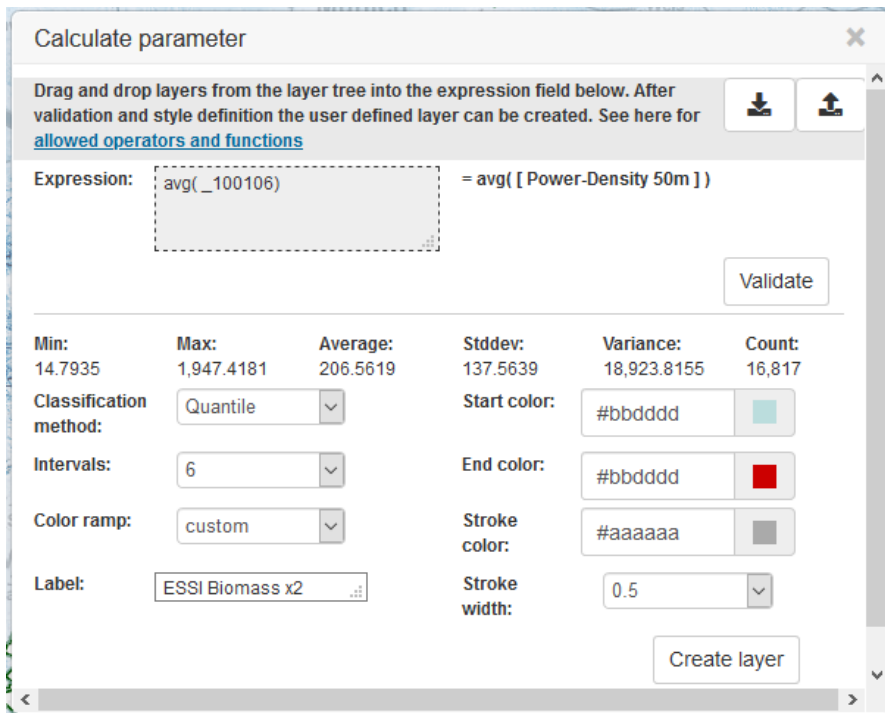 Calculate parameter
Drag and drop layers from the layer tree into the expression field below. After
validation and style definition the user defined layer can be created. See here for
allowed operators and functions
Expression: avg( _100106) = avg( [ Power-Density 50m ] )
Validate
Min: Max: Average: Stddev: Variance: Count:
14.7935 1,947.4181 206.5619 137.5639 18,923.8155 16,817
Classification
method: Quantile Start color: #bbdddd
Intervals: 6 End color: #bbdddd
Color ramp: custom Stroke
color: #aaaaaa
Label: ESSI Biomass x2 Stroke
width: 0.5
Create layer